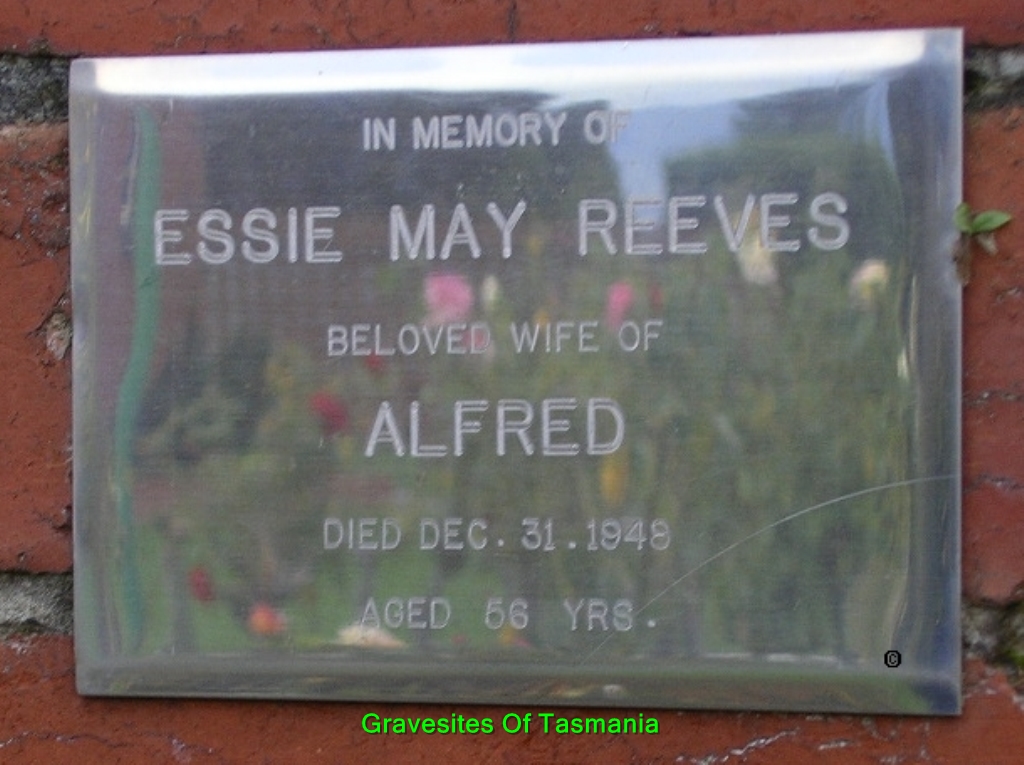 IN MEMORY OF
ESSIE MAY REEVES
BELOVED WIFE OF
ALFRED
DIED DEC. 31. 1948
AGED 56 YRS.
©
Gravesites Of Tasmania